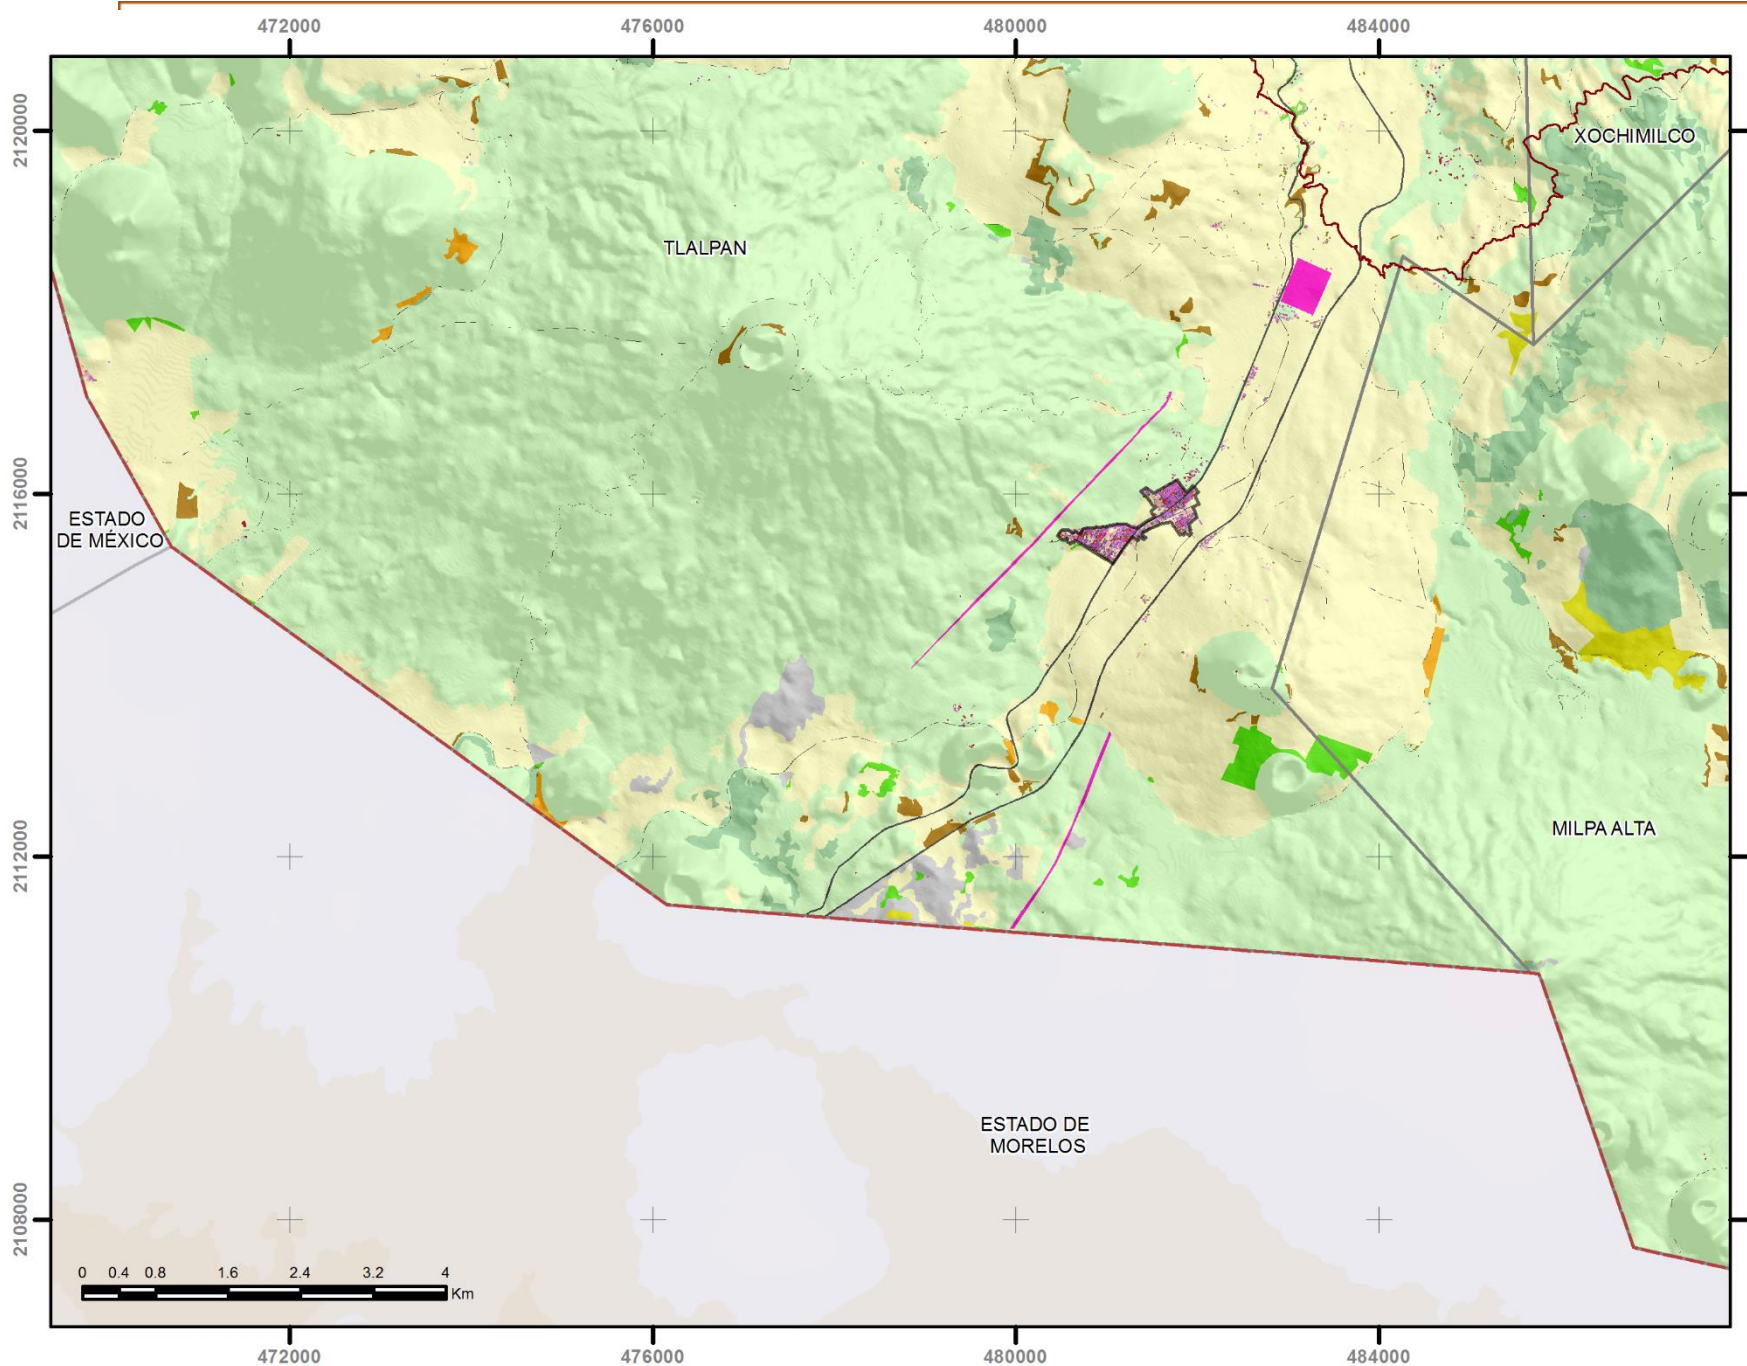 472000 476000 480000 484000
2120000
XOCHIMILCO
TLALPAN
2116000
ESTADO
DE MÉXICO
MILPA ALTA
2112000
ESTADO DE
MORELOS
2108000
0 0.4 0.8 1.6 2.4 3.2 4
Km
472000 476000 480000 484000